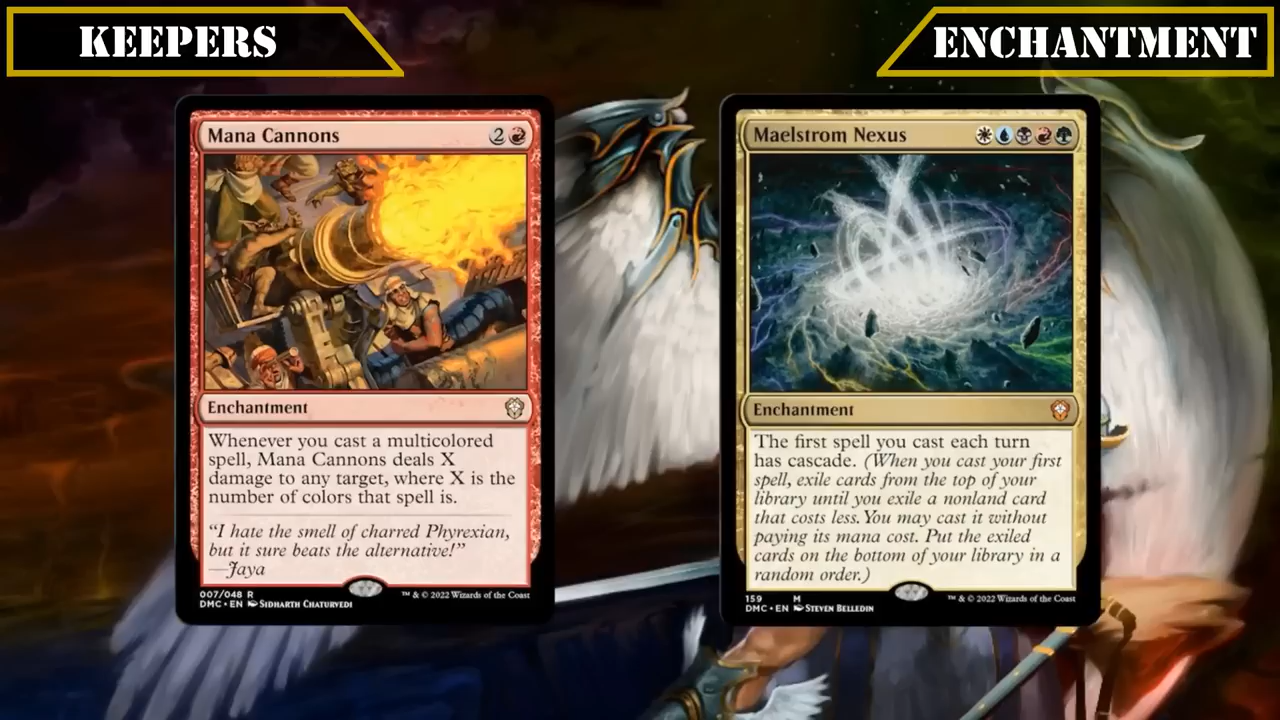 KEEPERS
ENCHANTMENT
Mana Cannons 2
Enchantment
Whenever you cast a multicolored
spell, Mana Cannons deals X
damage to any target, where X is the
number of colors that spell is.
“I hate the smell of charred Phyrexian,
but it sure beats the alternative!”
—Jaya
007/048 R
DMC • EN Sidharth Chaturvedi
™ & © 2022 Wizards of the Coast
Maelstrom Nexus
Enchantment
The first spell you cast each turn
has cascade. (When you cast your first
spell, exile cards from the top of your
library until you exile a nonland card
that costs less. You may cast it without
paying its mana cost. Put the exiled
cards on the bottom of your library in a
random order.)
159 M
DMC • EN Steven Belledin
™ & © 2022 Wizards of the Coast